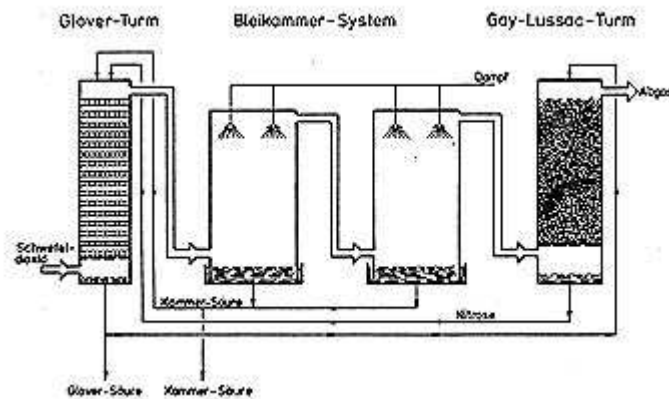 Glover-Turm
Bleikammer-System
Gay-Lussac-Turm
Dampf
Abgas
Schwefel-
dioxid
Kammer-Säure
Nitrose
Glover-Säure
Kammer-Säure